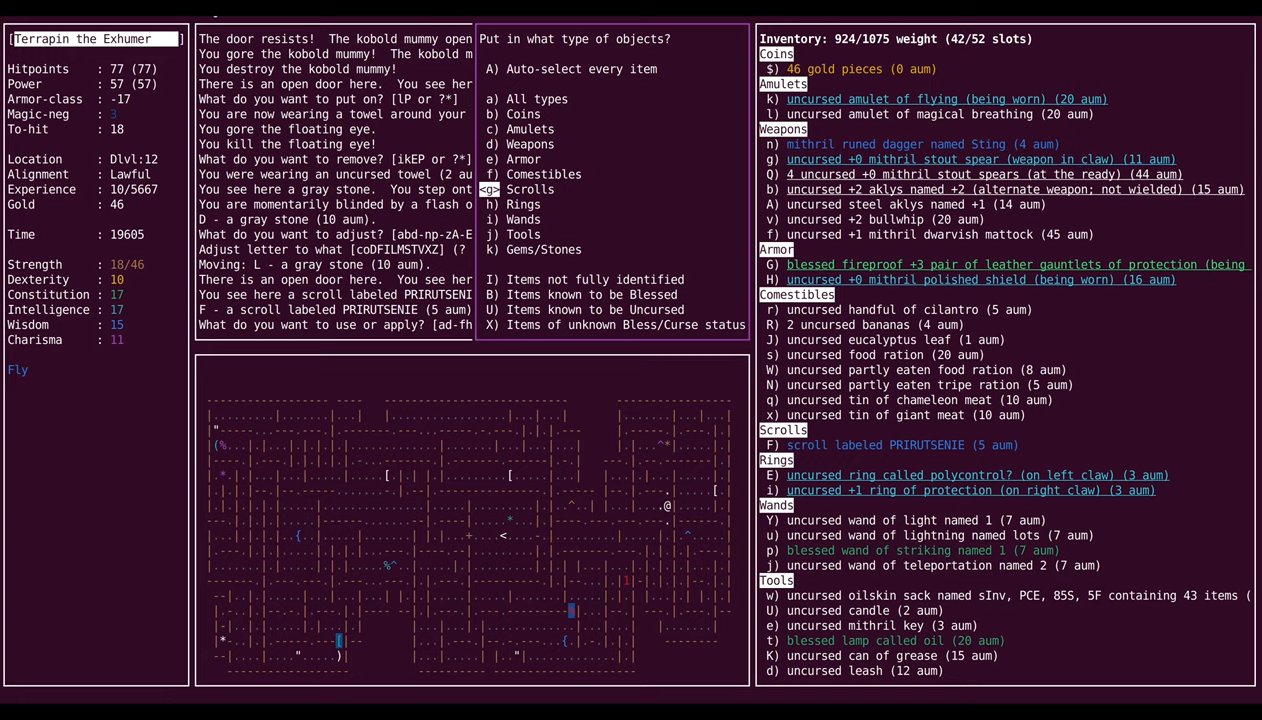 [Terrapin the Exhumer ]
Hitpoints : 77 (77)
Power : 57 (57)
Armor-class : -17
Magic-neg : 3
To-hit : 18
Location : Dlvl:12
Alignment : Lawful
Experience : 10/5667
Gold : 46
Time : 19605
Strength : 18/46
Dexterity : 10
Constitution : 17
Intelligence : 17
Wisdom : 15
Charisma : 11
Fly
The door resists! The kobold mummy open
You gore the kobold mummy! The kobold m
You destroy the kobold mummy!
There is an open door here. You see her
What do you want to put on? [lP or ?*]
You are now wearing a towel around your
You gore the floating eye.
You kill the floating eye!
What do you want to remove? [ikEP or ?*]
You were wearing an uncursed towel (2 au
You see here a gray stone. You step ont
You are momentarily blinded by a flash o
D - a gray stone (10 aum).
What do you want to adjust? [abd-np-zA-E
Adjust letter to what [coDFILMSTVXZ] (?
Moving: L - a gray stone (10 aum).
There is an open door here. You see her
You see here a scroll labeled PRIRUTSENI
F - a scroll labeled PRIRUTSENIE (5 aum)
What do you want to use or apply? [ad-fh
Put in what type of objects?
A) Auto-select every item
a) All types
b) Coins
c) Amulets
d) Weapons
e) Armor
f) Comestibles
<g> Scrolls
h) Rings
i) Wands
j) Tools
k) Gems/Stones
I) Items not fully identified
B) Items known to be Blessed
U) Items known to be Uncursed
X) Items of unknown Bless/Curse status
Inventory: 924/1075 weight (42/52 slots)
Coins
$) 46 gold pieces (0 aum)
Amulets
k) uncursed amulet of flying (being worn) (20 aum)
l) uncursed amulet of magical breathing (20 aum)
Weapons
n) mithril runed dagger named Sting (4 aum)
g) uncursed +0 mithril stout spear (weapon in claw) (11 aum)
Q) 4 uncursed +0 mithril stout spears (at the ready) (44 aum)
b) uncursed +2 aklys named +2 (alternate weapon; not wielded) (15 aum)
A) uncursed steel aklys named +1 (14 aum)
v) uncursed +2 bullwhip (20 aum)
f) uncursed +1 mithril dwarvish mattock (45 aum)
Armor
G) blessed fireproof +3 pair of leather gauntlets of protection (being
H) uncursed +0 mithril polished shield (being worn) (16 aum)
Comestibles
r) uncursed handful of cilantro (5 aum)
R) 2 uncursed bananas (4 aum)
J) uncursed eucalyptus leaf (1 aum)
s) uncursed food ration (20 aum)
W) uncursed partly eaten food ration (8 aum)
N) uncursed partly eaten tripe ration (5 aum)
q) uncursed tin of chameleon meat (10 aum)
x) uncursed tin of giant meat (10 aum)
Scrolls
F) scroll labeled PRIRUTSENIE (5 aum)
Rings
E) uncursed ring called polycontrol? (on left claw) (3 aum)
i) uncursed +1 ring of protection (on right claw) (3 aum)
Wands
Y) uncursed wand of light named 1 (7 aum)
u) uncursed wand of lightning named lots (7 aum)
p) blessed wand of striking named 1 (7 aum)
j) uncursed wand of teleportation named 2 (7 aum)
Tools
w) uncursed oilskin sack named sInv, PCE, 85S, 5F containing 43 items (
U) uncursed candle (2 aum)
e) uncursed mithril key (3 aum)
t) blessed lamp called oil (20 aum)
K) uncursed can of grease (15 aum)
d) uncursed leash (12 aum)